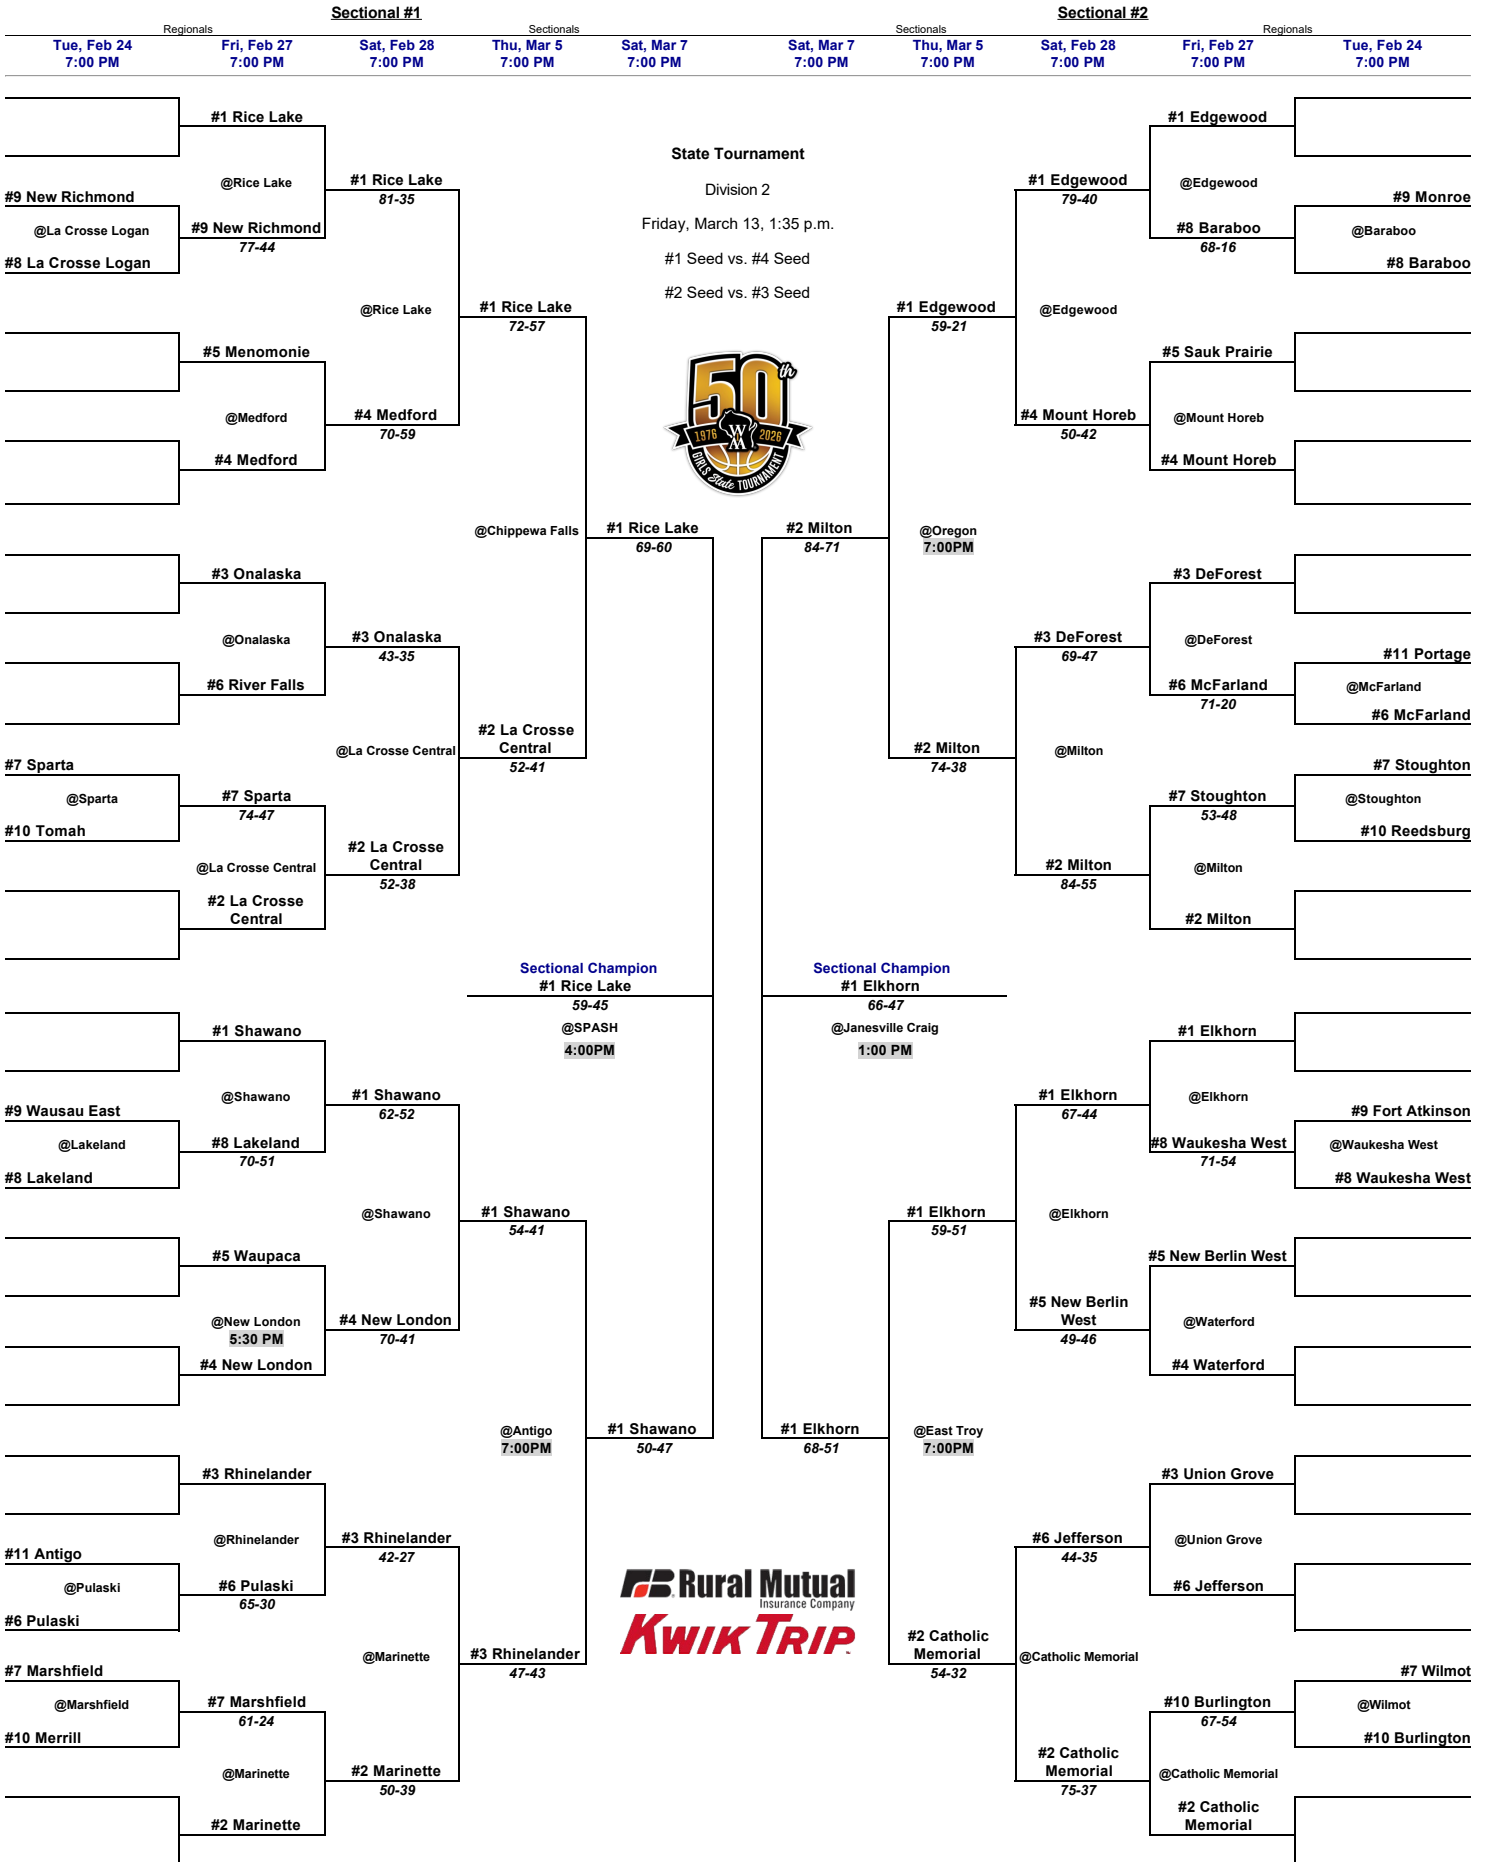 Sectional #1
Sectional #2
Regionals
Sectionals
Sectionals
Regionals
Tue, Feb 24
7:00 PM
Fri, Feb 27
7:00 PM
Sat, Feb 28
7:00 PM
Thu, Mar 5
7:00 PM
Sat, Mar 7
7:00 PM
Sat, Mar 7
7:00 PM
Thu, Mar 5
7:00 PM
Sat, Feb 28
7:00 PM
Fri, Feb 27
7:00 PM
Tue, Feb 24
7:00 PM
#9 New Richmond
@La Crosse Logan
#8 La Crosse Logan
#7 Sparta
@Sparta
#10 Tomah
#9 Wausau East
@Lakeland
#8 Lakeland
#11 Antigo
@Pulaski
#6 Pulaski
#7 Marshfield
@Marshfield
#10 Merrill
#1 Rice Lake
@Rice Lake
#9 New Richmond
77-44
#5 Menomonie
@Medford
#4 Medford
#3 Onalaska
@Onalaska
#6 River Falls
#7 Sparta
74-47
@La Crosse Central
#2 La Crosse
Central
#1 Shawano
@Shawano
#8 Lakeland
70-51
#5 Waupaca
@New London
5:30 PM
#4 New London
#3 Rhinelander
@Rhinelander
#6 Pulaski
65-30
#7 Marshfield
61-24
@Marinette
#2 Marinette
#1 Rice Lake
81-35
@Rice Lake
#4 Medford
70-59
#3 Onalaska
43-35
@La Crosse Central
#2 La Crosse
Central
52-38
#1 Shawano
62-52
@Shawano
#4 New London
70-41
#3 Rhinelander
42-27
@Marinette
#2 Marinette
50-39
#1 Rice Lake
72-57
@Chippewa Falls
#2 La Crosse
Central
52-41
#1 Shawano
54-41
@Antigo
7:00PM
#3 Rhinelander
47-43
#1 Rice Lake
69-60
Sectional Champion
#1 Rice Lake
59-45
@SPASH
4:00PM
#1 Shawano
50-47
State Tournament
Division 2
Friday, March 13, 1:35 p.m.
#1 Seed vs. #4 Seed
#2 Seed vs. #3 Seed
50th
1976
W
2026
GIRLS State TOURNAMENT
Rural Mutual
Insurance Company
KWIK TRIP
#2 Milton
84-71
Sectional Champion
#1 Elkhorn
66-47
@Janesville Craig
1:00 PM
#1 Elkhorn
68-51
#1 Edgewood
59-21
@Oregon
7:00PM
#2 Milton
74-38
#1 Elkhorn
59-51
@East Troy
7:00PM
#2 Catholic
Memorial
54-32
#1 Edgewood
79-40
@Edgewood
#4 Mount Horeb
50-42
#3 DeForest
69-47
@Milton
#2 Milton
84-55
#1 Elkhorn
67-44
@Elkhorn
#5 New Berlin
West
49-46
#6 Jefferson
44-35
@Catholic Memorial
#2 Catholic
Memorial
75-37
#1 Edgewood
@Edgewood
#8 Baraboo
68-16
#5 Sauk Prairie
@Mount Horeb
#4 Mount Horeb
#3 DeForest
@DeForest
#6 McFarland
71-20
#7 Stoughton
53-48
@Milton
#2 Milton
#1 Elkhorn
@Elkhorn
#8 Waukesha West
71-54
#5 New Berlin West
@Waterford
#4 Waterford
#3 Union Grove
@Union Grove
#6 Jefferson
#10 Burlington
67-54
@Catholic Memorial
#2 Catholic
Memorial
#9 Monroe
@Baraboo
#8 Baraboo
#11 Portage
@McFarland
#6 McFarland
#7 Stoughton
@Stoughton
#10 Reedsburg
#9 Fort Atkinson
@Waukesha West
#8 Waukesha West
#7 Wilmot
@Wilmot
#10 Burlington